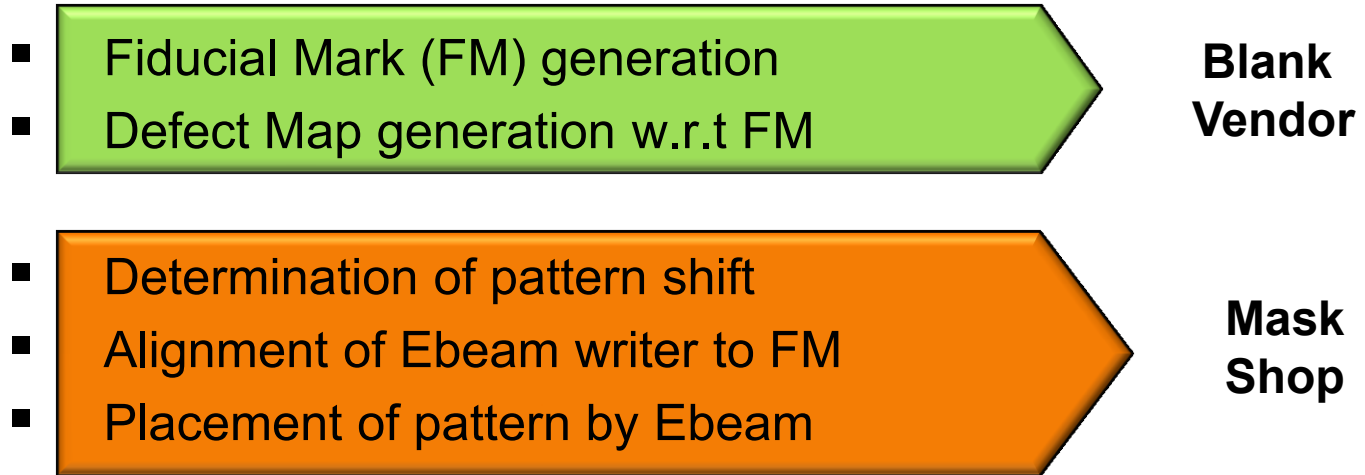 ▪ Fiducial Mark (FM) generation
▪ Defect Map generation w.r.t FM
Blank
Vendor
▪ Determination of pattern shift
▪ Alignment of Ebeam writer to FM
▪ Placement of pattern by Ebeam
Mask
Shop